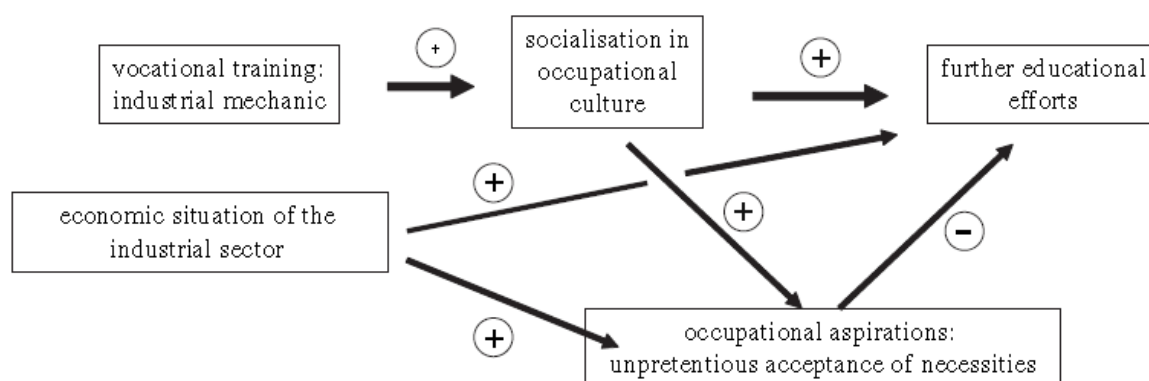 vocational training:
industrial mechanic
+
socialisation in
occupational
culture
+
further educational
efforts
economic situation of the
industrial sector
+
+
−
+
occupational aspirations:
unpretentious acceptance of necessities